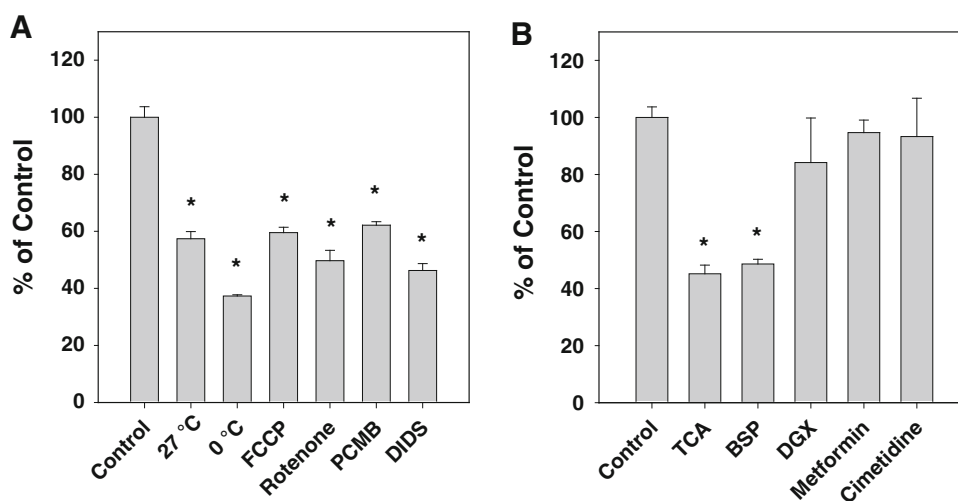 A
% of Control
120
100
80
60
40
20
0
* * * * * *
Control 27 °C 0 °C FCCP Rotenone PCMB DIDS
B
% of Control
120
100
80
60
40
20
0
* *
Control TCA BSP DGX Metformin Cimetidine